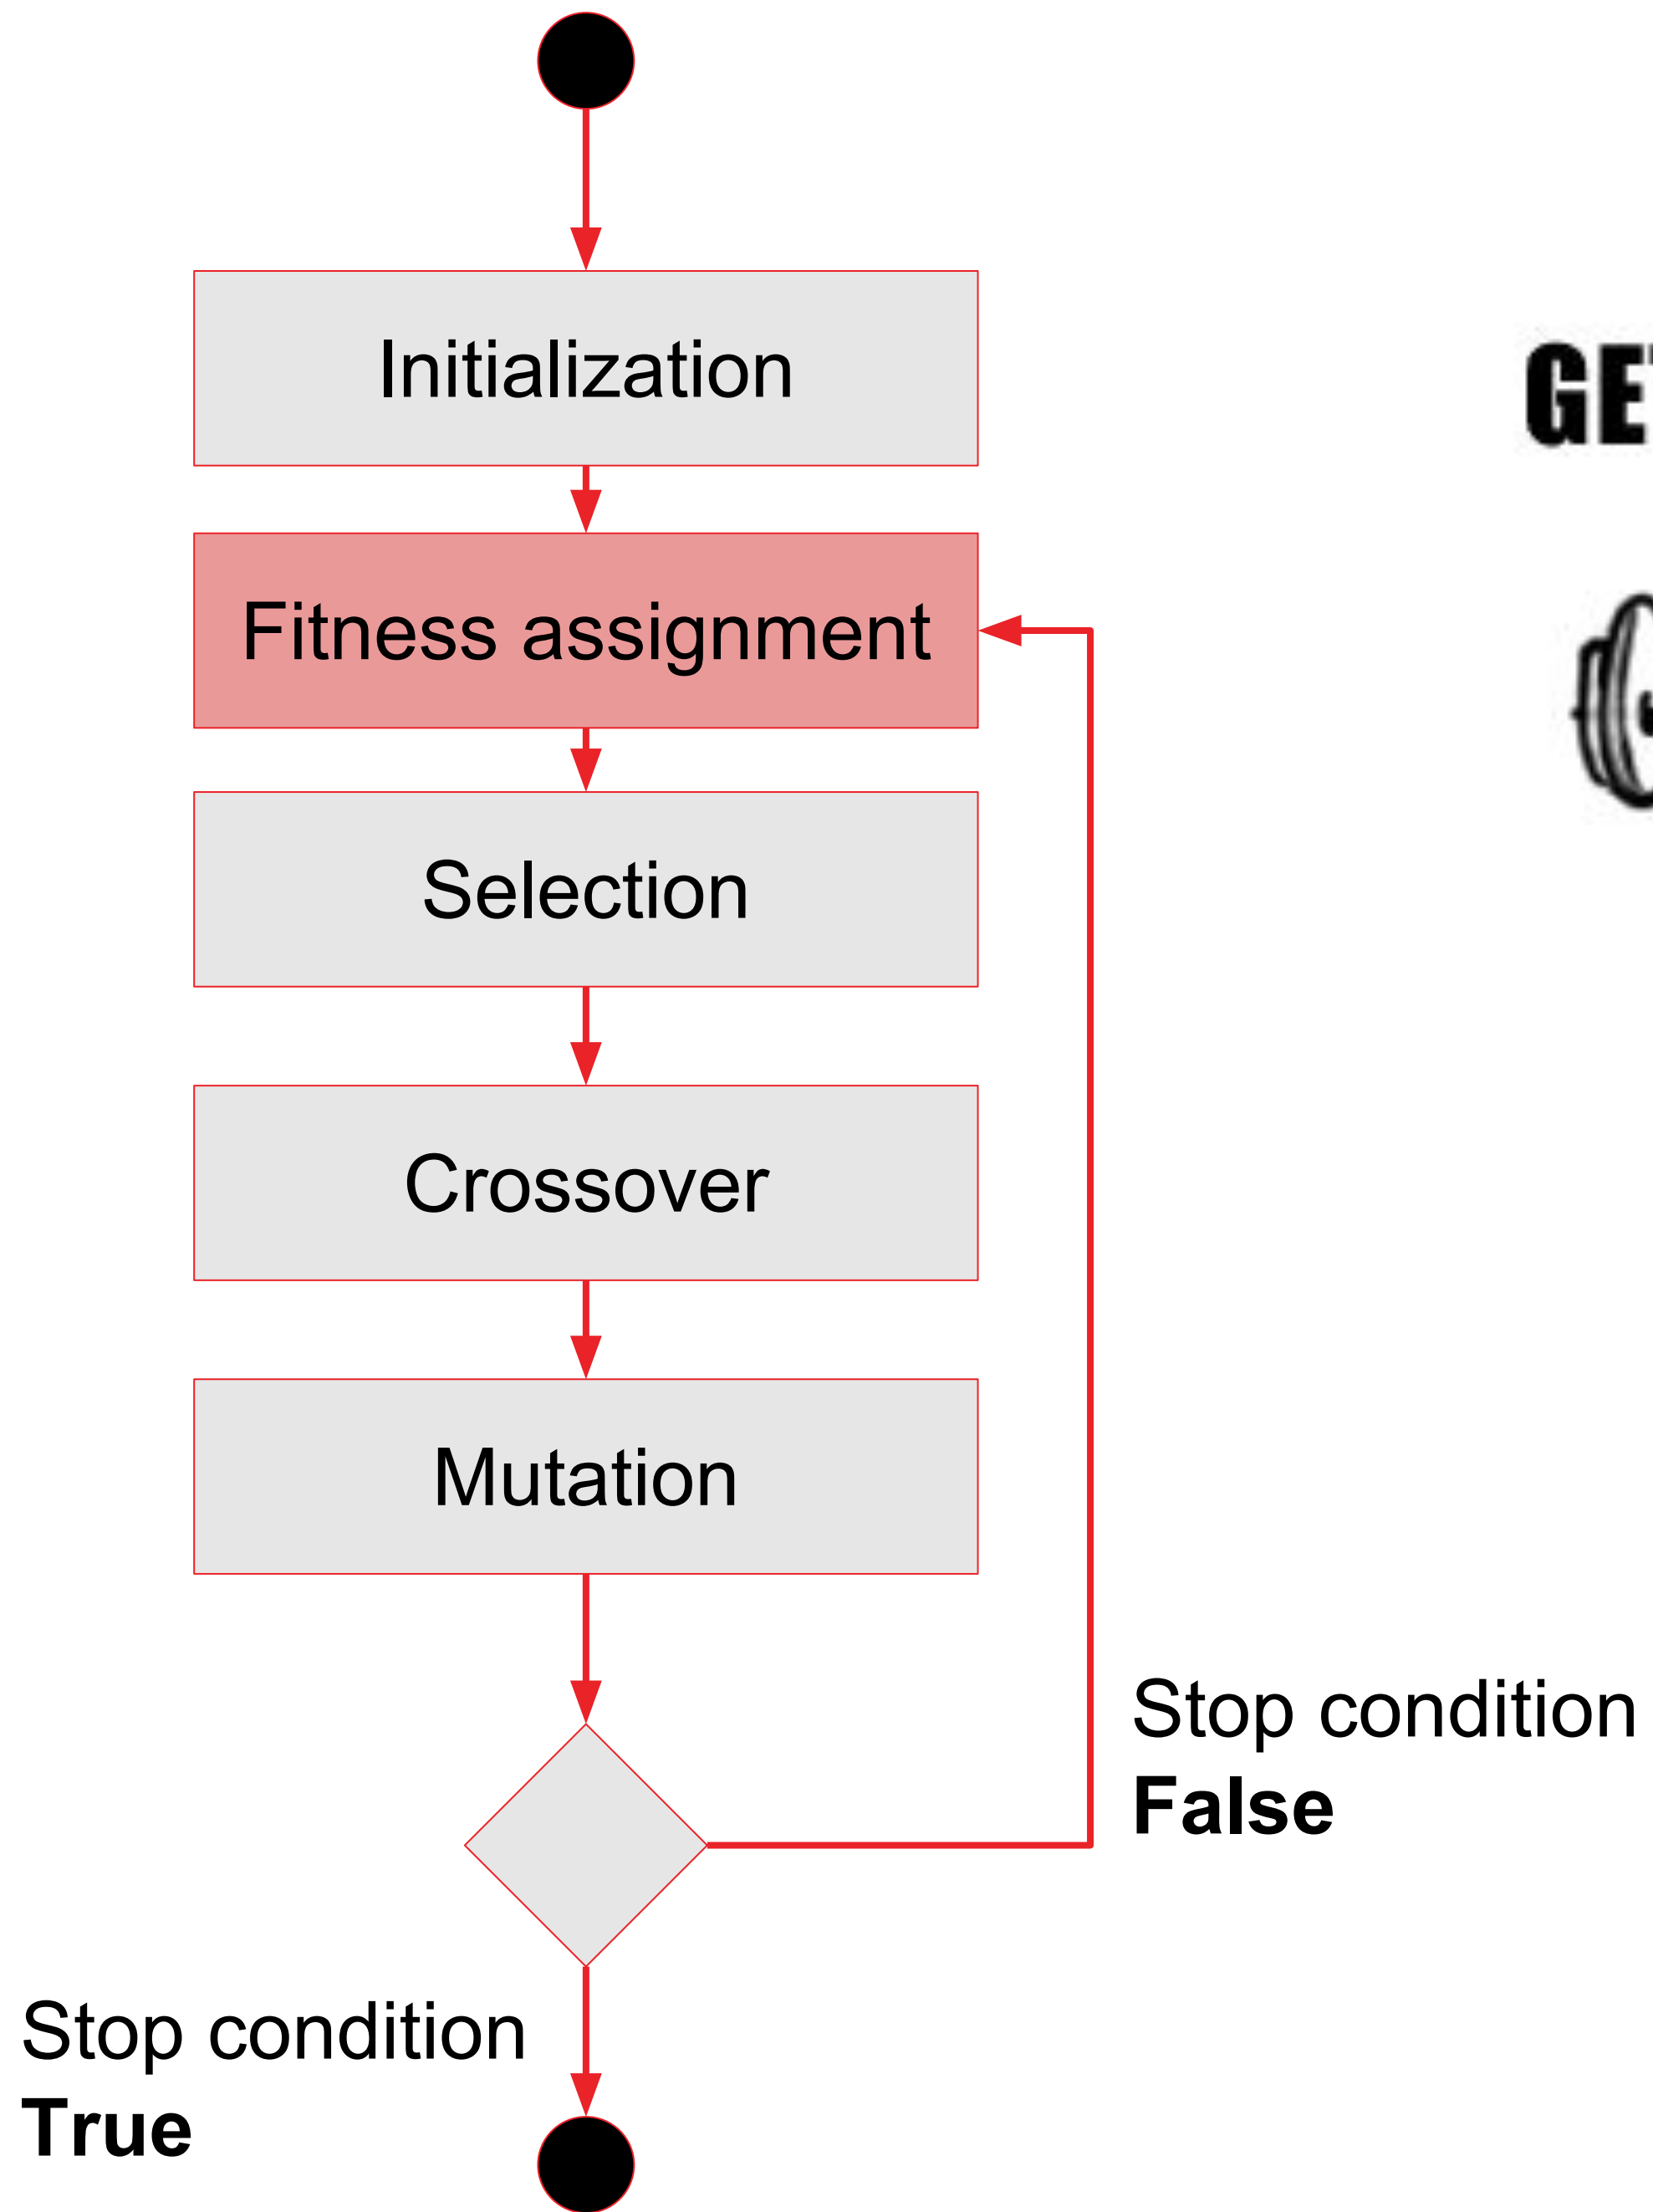 Initialization
Fitness assignment
Selection
Crossover
Mutation
Stop condition
False
Stop condition
True